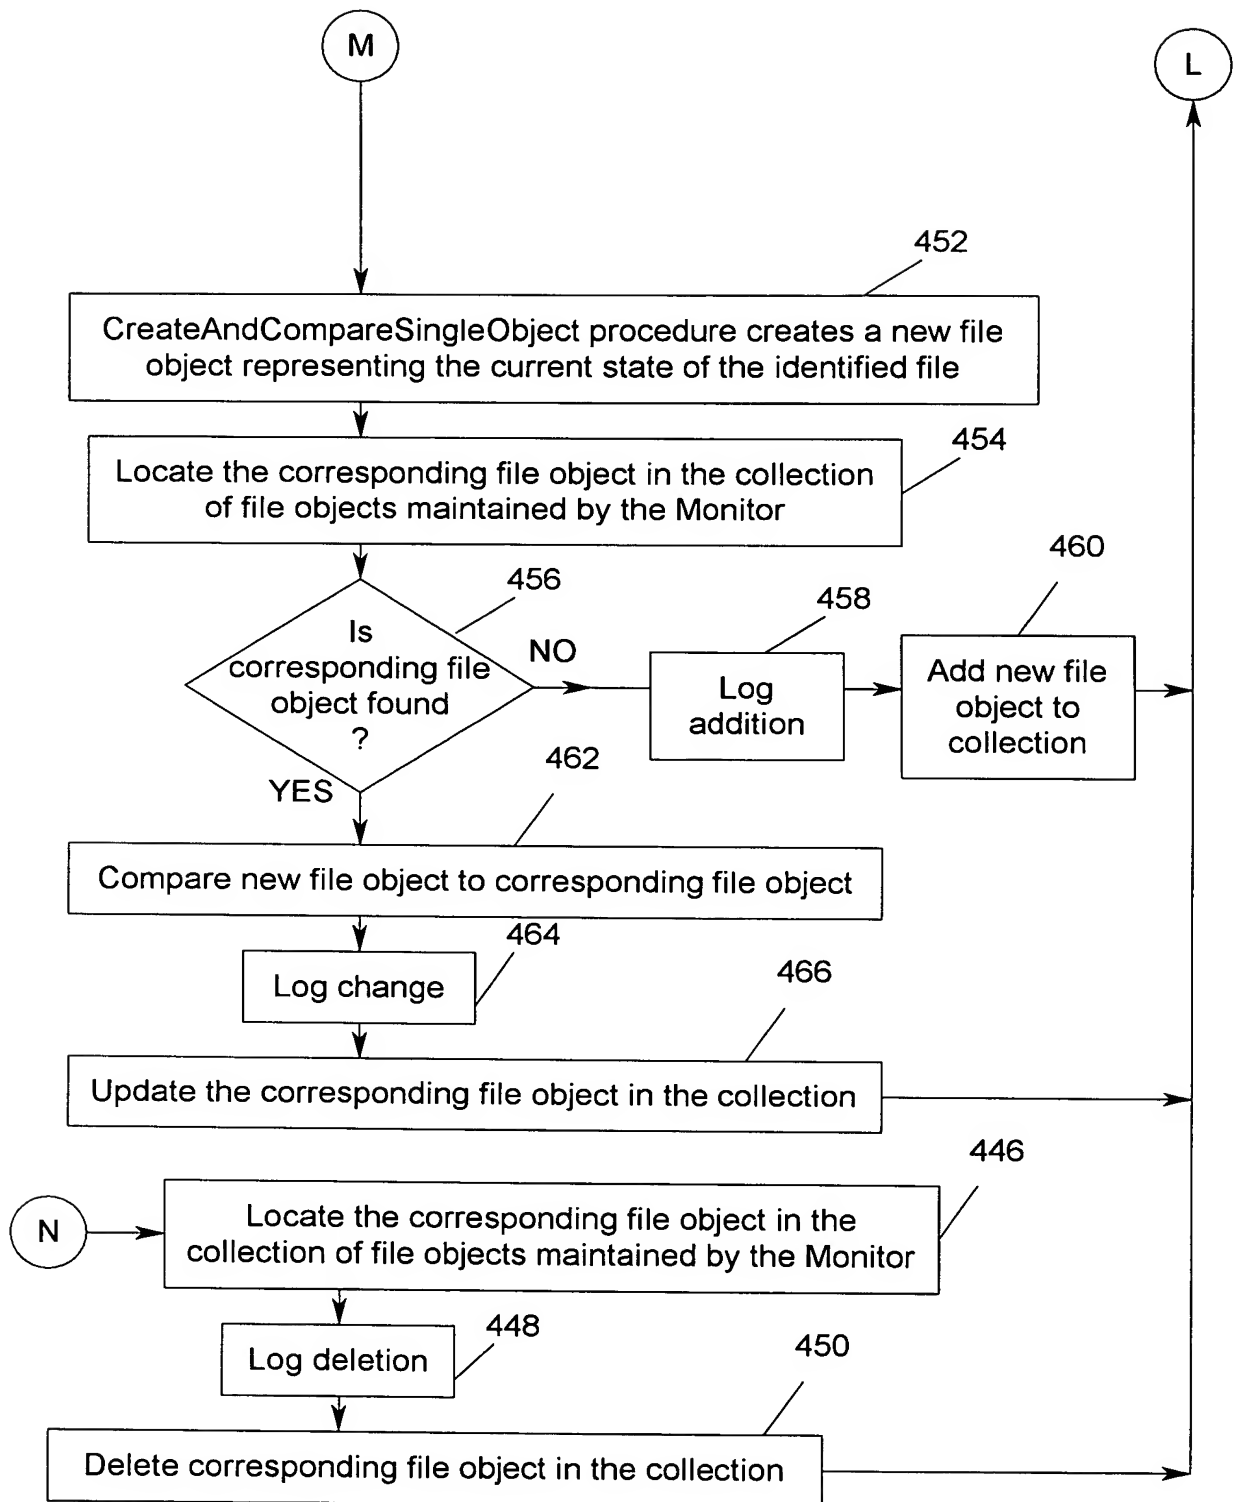 M
L
452
CreateAndCompareSingleObject procedure creates a new file
object representing the current state of the identified file
454
Locate the corresponding file object in the collection
of file objects maintained by the Monitor
456
Is
corresponding file
object found
?
NO
458
Log
addition
460
Add new file
object to
collection
YES
462
Compare new file object to corresponding file object
464
Log change
466
Update the corresponding file object in the collection
446
N
Locate the corresponding file object in the
collection of file objects maintained by the Monitor
448
Log deletion
450
Delete corresponding file object in the collection